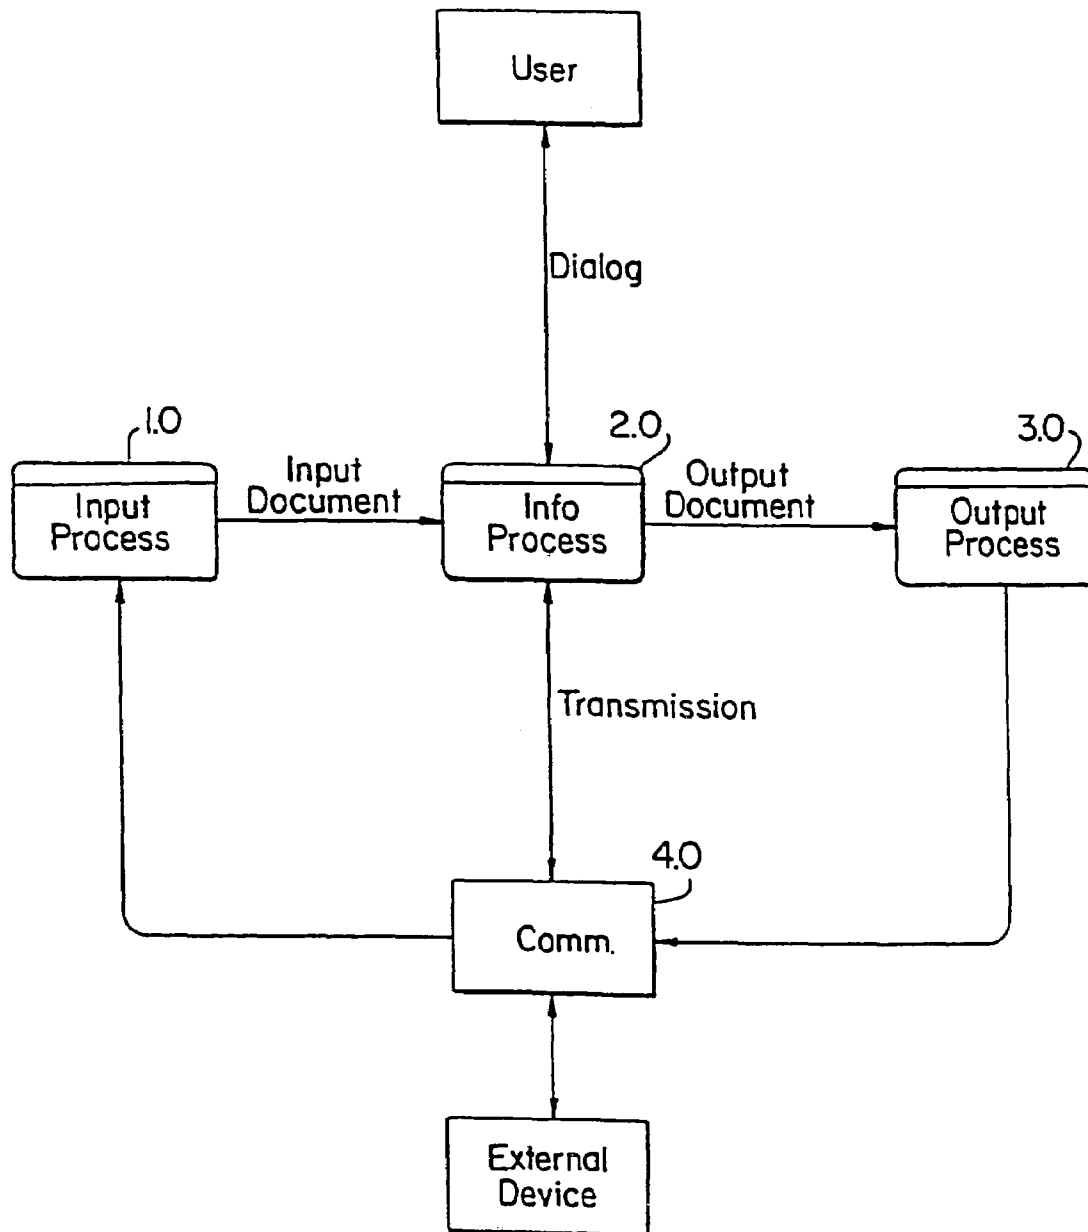 User
Dialog
1.0
2.0
3.0
Input
Process
Input
Document
Info
Process
Output
Document
Output
Process
Transmission
4.0
Comm.
External
Device